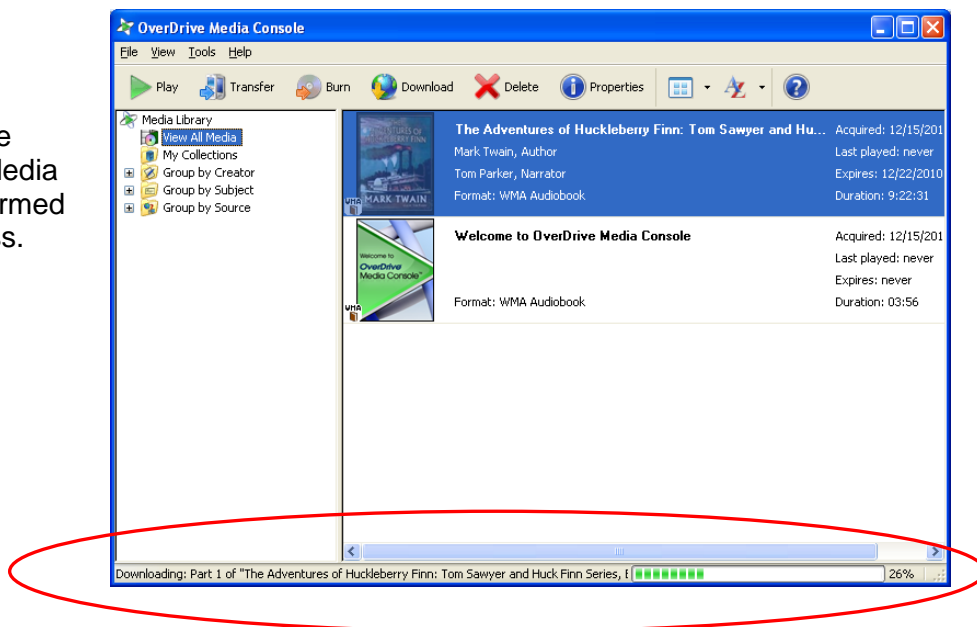 e
Media
rmed
s.
OverDrive Media Console
File View Tools Help
Play Transfer Burn Download Delete Properties
Media Library
View All Media
My Collections
Group by Creator
Group by Subject
Group by Source
The Adventures of Huckleberry Finn: Tom Sawyer and Hu... Acquired: 12/15/201
Mark Twain, Author Last played: never
Tom Parker, Narrator Expires: 12/22/2010
Format: WMA Audiobook Duration: 9:22:31
MARK TWAIN
WMA
Welcome to OverDrive Media Console Acquired: 12/15/201
Last played: never
Expires: never
Format: WMA Audiobook Duration: 03:56
Welcome to
OverDrive
Media Console
WMA
Downloading: Part 1 of "The Adventures of Huckleberry Finn: Tom Sawyer and Huck Finn Series, 26%